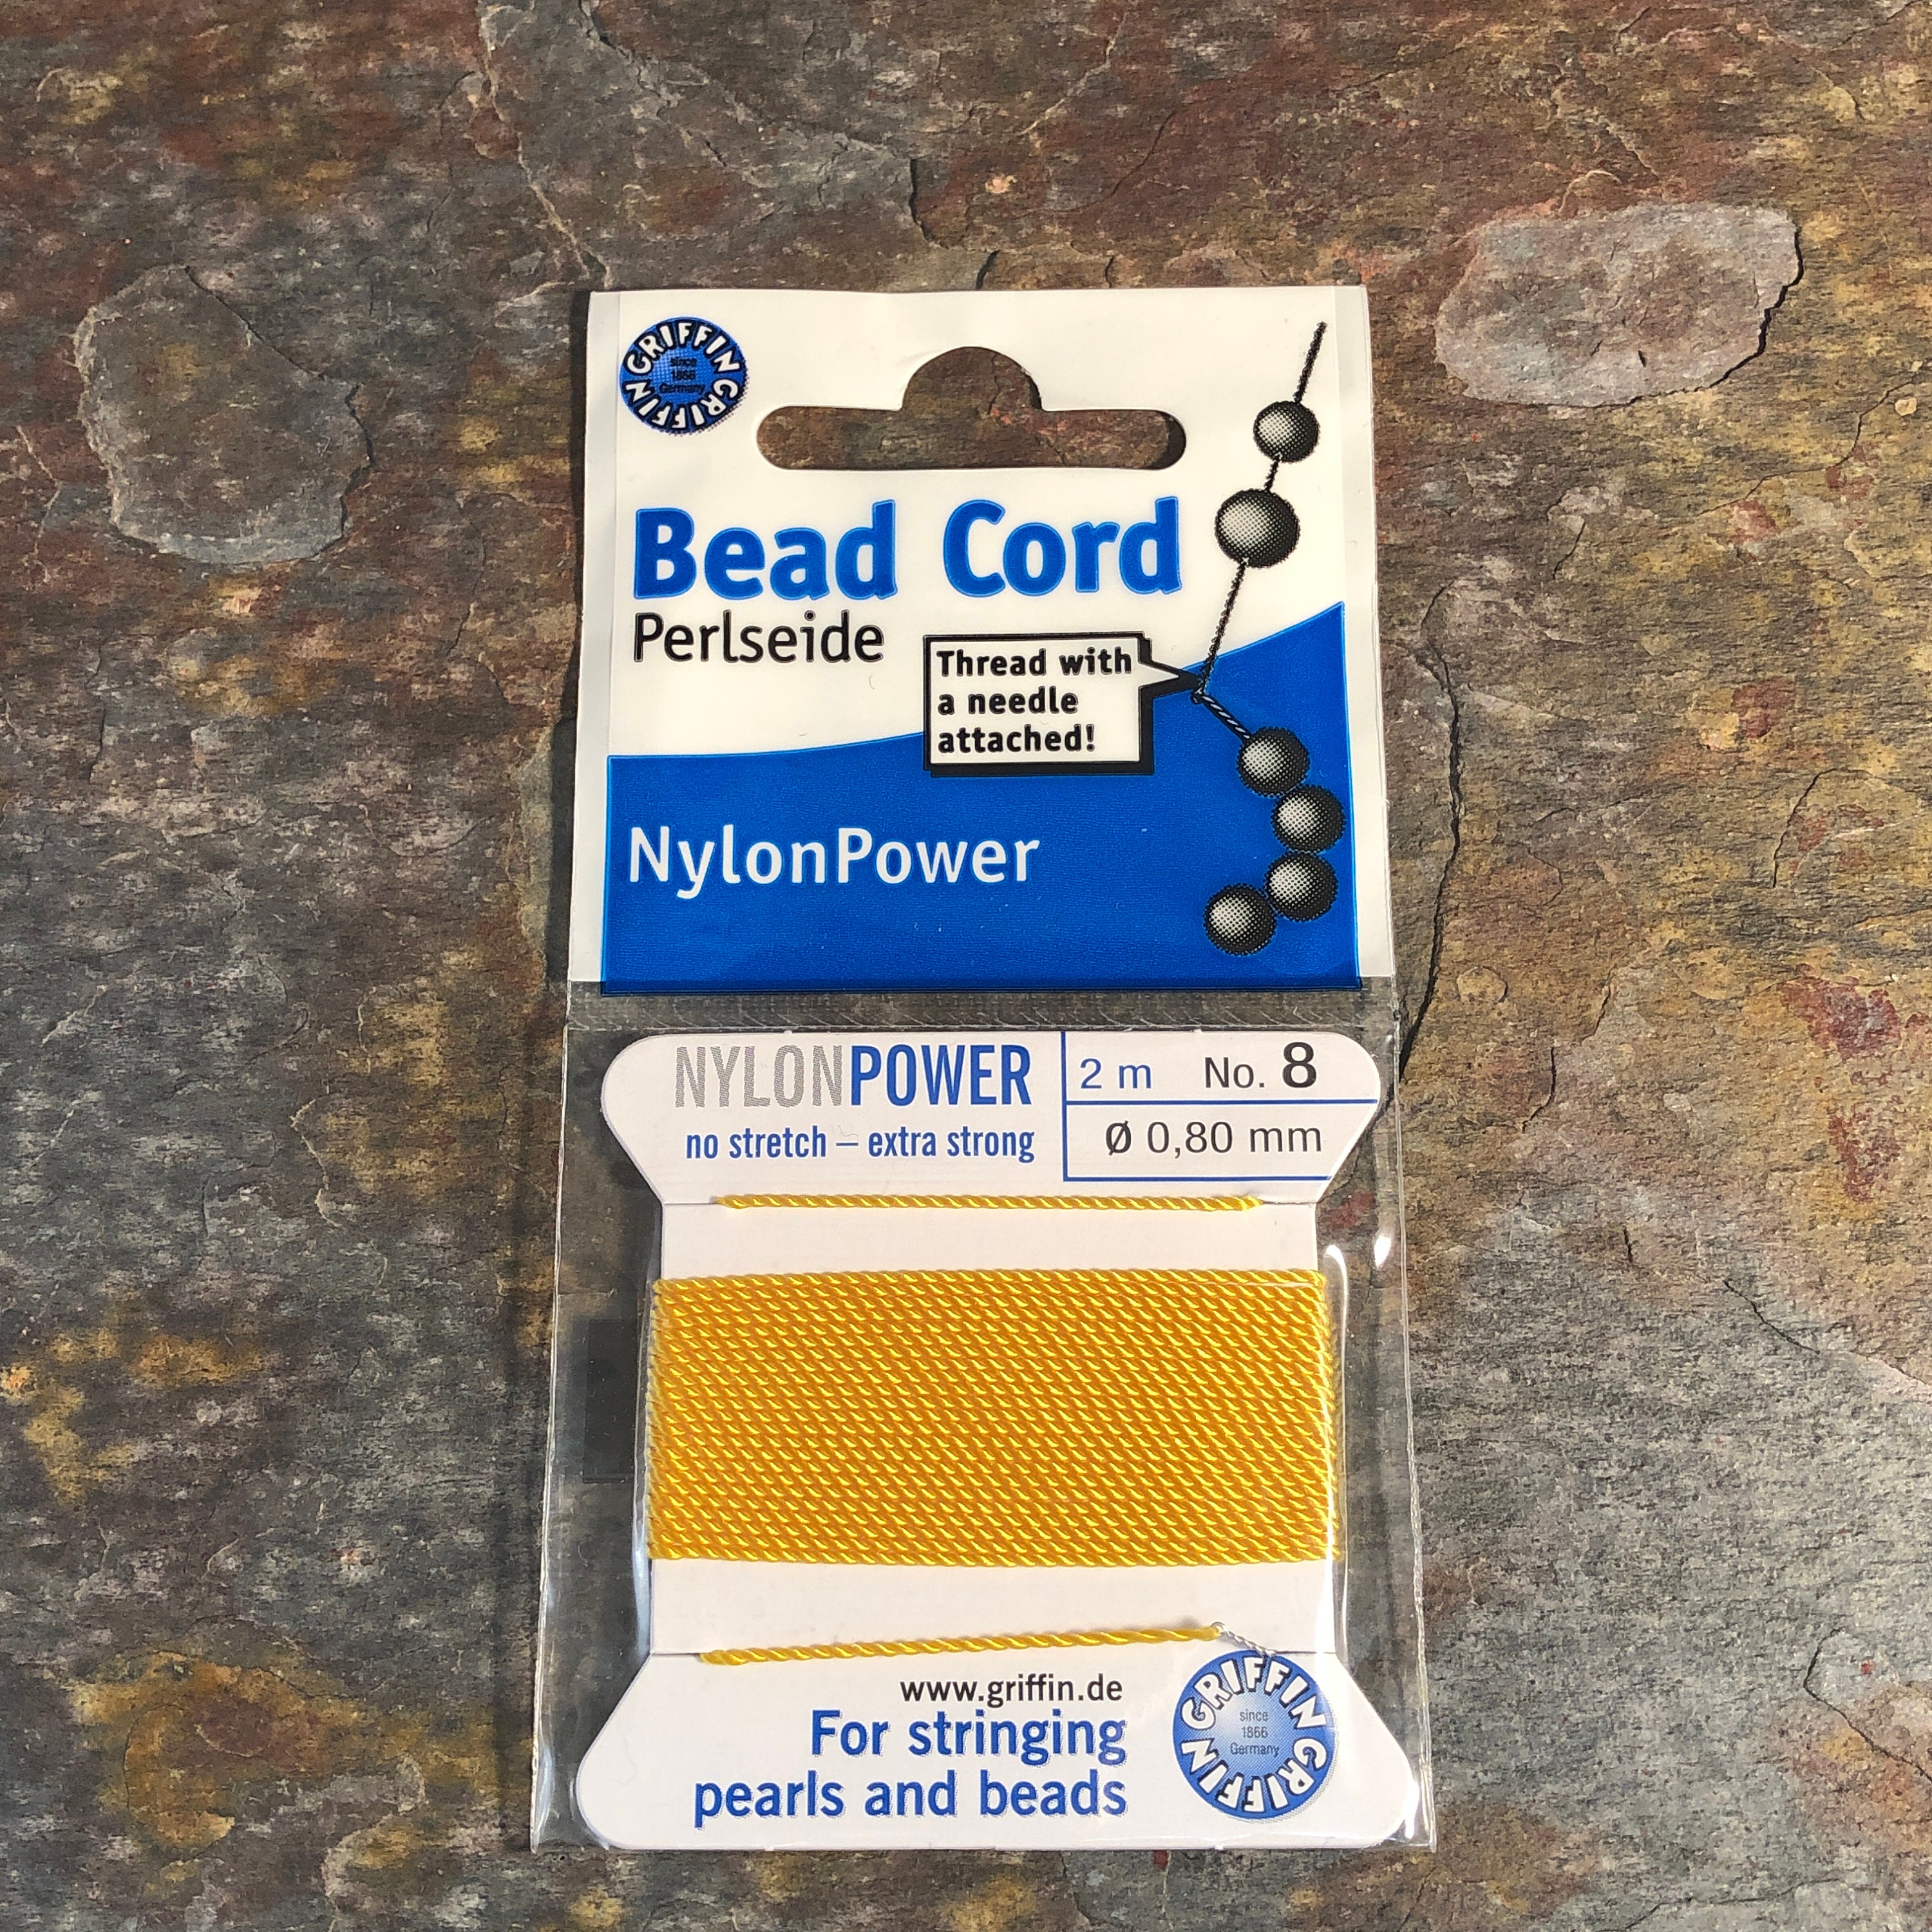 GRIFFIN GRIFFIN
since
1866
Germany
Bead Cord
Perlseide
Thread with
a needle
attached!
NylonPower
NYLONPOWER
no stretch – extra strong
2 m No. 8
Ø 0,80 mm
www.griffin.de
For stringing
pearls and beads
GRIFFIN GRIFFIN
since
1866
Germany